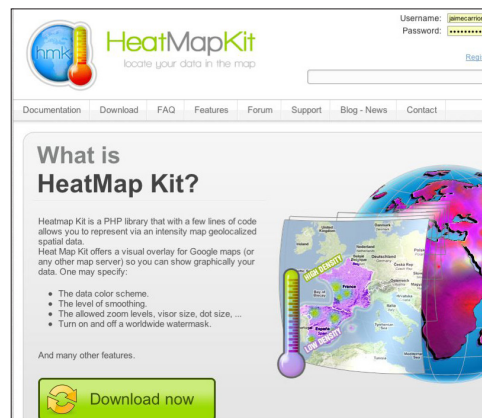 Username: jaimecarrion
Password:
hmk
HeatMapKit
locate your data in the map
Documentation Download FAQ Features Forum Support Blog - News Contact
What is
HeatMap Kit?
Heatmap Kit is a PHP library that with a few lines of code
allows you to represent via an intensity map geolocalized
spatial data.
Heat Map Kit offers a visual overlay for Google maps (or
any other map server) so you can show graphically your
data. One may specify:
The data color scheme.
The level of smoothing.
The allowed zoom levels, visor size, dot size, ...
Turn on and off a worldwide watermark.
And many other features.
Download now
HIGH DENSITY
LOW DENSITY
France
España
Deutschland